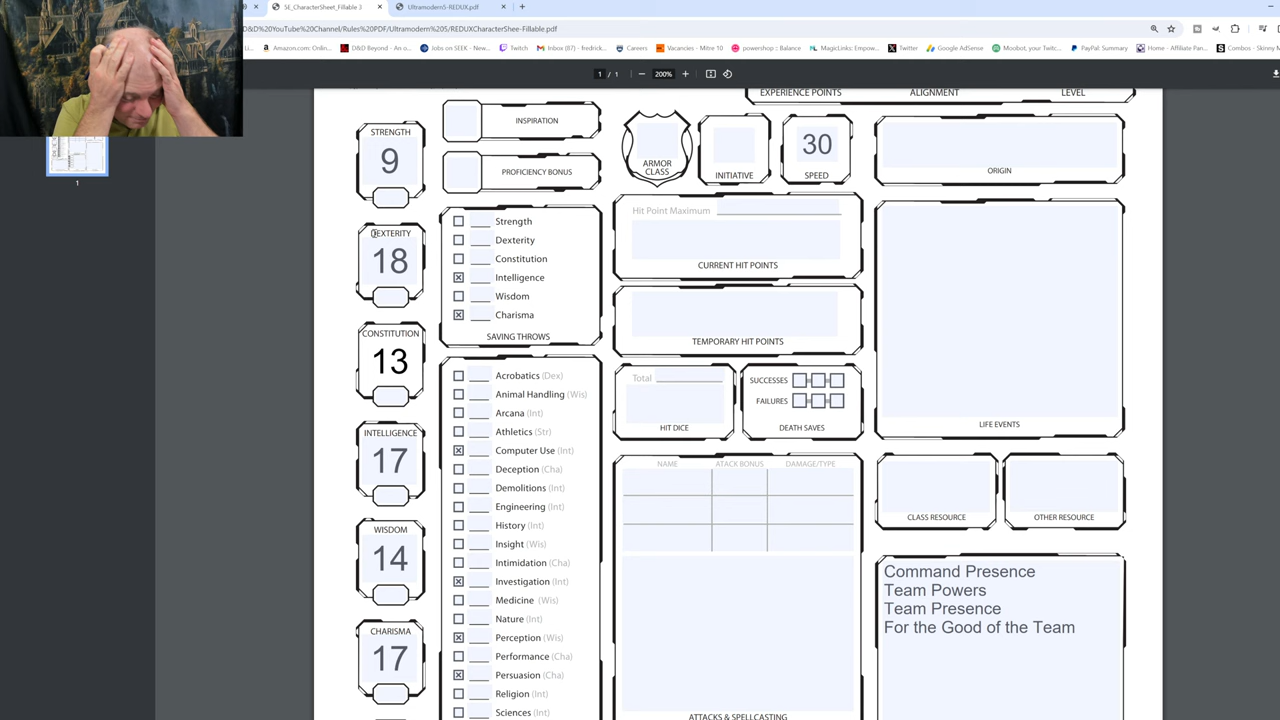 5E_CharacterSheet_Fillable 3
Ultramodern5-REDUX.pdf
D&D%20YouTube%20Channel/Rules%20PDF/Ultramodern%205/REDUXCharacterShee-Fillable.pdf
Amazon.com: Onlin...
D&D Beyond - An o...
Jobs on SEEK - New...
Twitch
Inbox (87) - fredrick...
Careers
Vacancies - Mitre 10
powershop :: Balance
MagicLinks: Empow...
Twitter
Google AdSense
Moobot, your Twitc...
PayPal: Summary
Home - Affiliate Pan...
Combos - Skinny M
1 / 1
200%
1
EXPERIENCE POINTS
ALIGNMENT
LEVEL
STRENGTH
9
DEXTERITY
18
CONSTITUTION
13
INTELLIGENCE
17
WISDOM
14
CHARISMA
17
INSPIRATION
PROFICIENCY BONUS
Strength
Dexterity
Constitution
Intelligence
Wisdom
Charisma
SAVING THROWS
Acrobatics (Dex)
Animal Handling (Wis)
Arcana (Int)
Athletics (Str)
Computer Use (Int)
Deception (Cha)
Demolitions (Int)
Engineering (Int)
History (Int)
Insight (Wis)
Intimidation (Cha)
Investigation (Int)
Medicine (Wis)
Nature (Int)
Perception (Wis)
Performance (Cha)
Persuasion (Cha)
Religion (Int)
Sciences (Int)
ARMOR
CLASS
INITIATIVE
30
SPEED
Hit Point Maximum
CURRENT HIT POINTS
TEMPORARY HIT POINTS
Total
HIT DICE
SUCCESSES
FAILURES
DEATH SAVES
NAME
ATACK BONUS
DAMAGE/TYPE
ATTACKS & SPELLCASTING
ORIGIN
LIFE EVENTS
CLASS RESOURCE
OTHER RESOURCE
Command Presence
Team Powers
Team Presence
For the Good of the Team